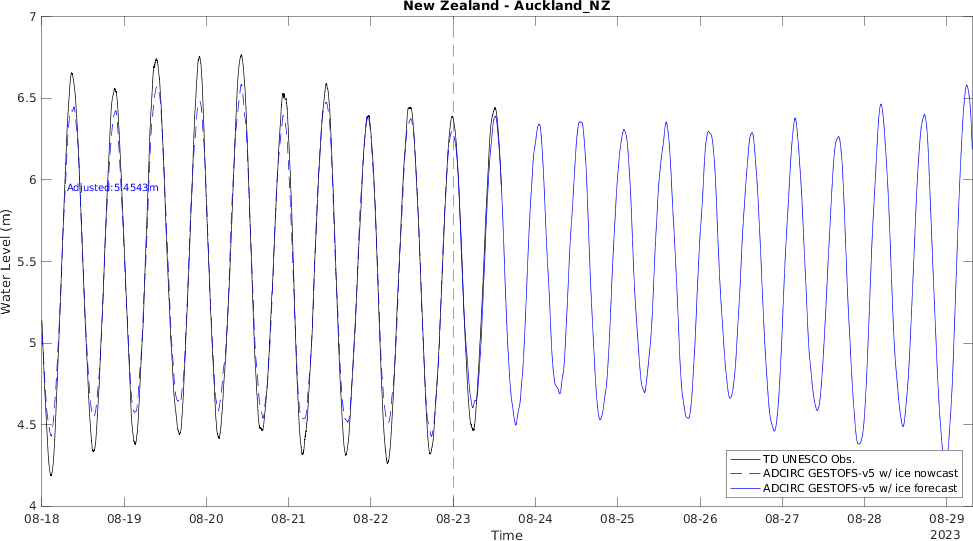 New Zealand - Auckland_NZ
7
6.5
6
5.5
5
4.5
4
Water Level (m)
Adjusted:5.4543m
TD UNESCO Obs.
ADCIRC GESTOFS-v5 w/ ice nowcast
ADCIRC GESTOFS-v5 w/ ice forecast
08-18 08-19 08-20 08-21 08-22 08-23 08-24 08-25 08-26 08-27 08-28 08-29
2023
Time